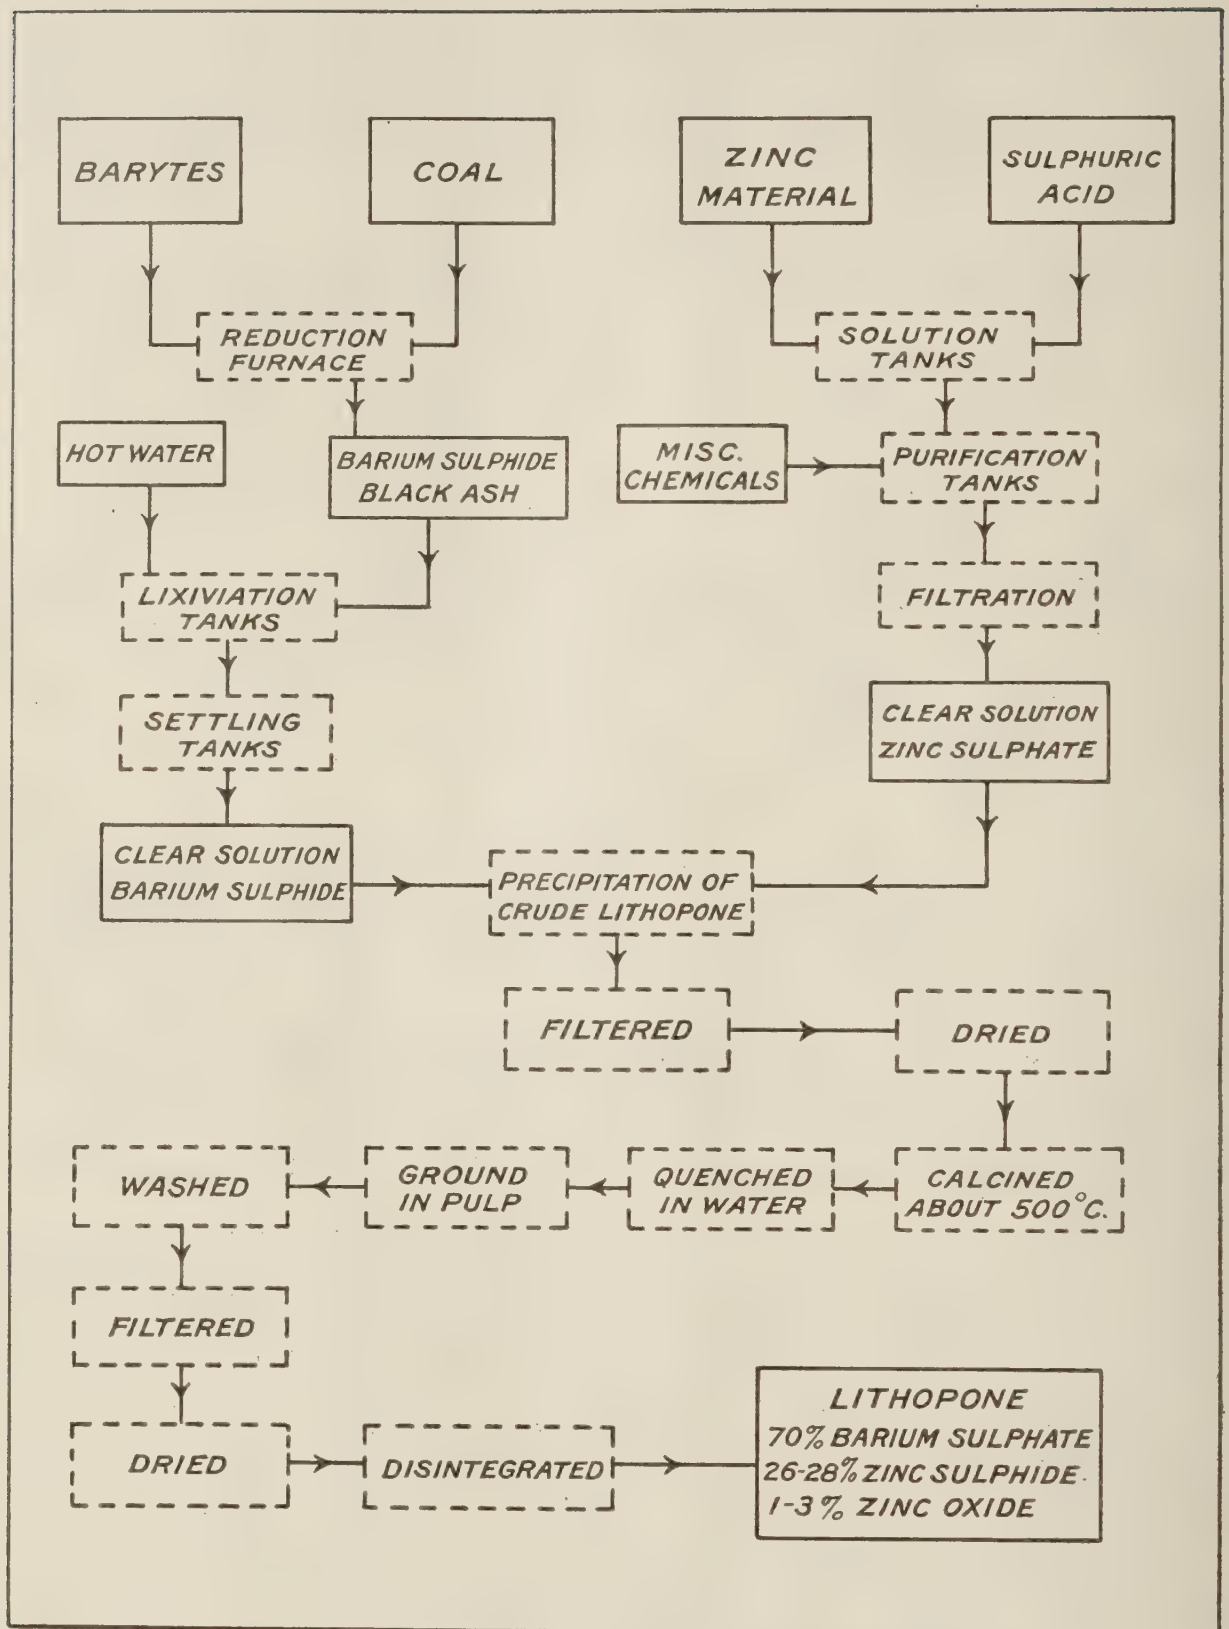 BARYTES
COAL
ZINC
MATERIAL
SULPHURIC
ACID
REDUCTION
FURNACE
SOLUTION
TANKS
HOT WATER
BARIUM SULPHIDE
BLACK ASH
MISC.
CHEMICALS
PURIFICATION
TANKS
LIXIVIATION
TANKS
FILTRATION
SETTLING
TANKS
CLEAR SOLUTION
ZINC SULPHATE
CLEAR SOLUTION
BARIUM SULPHIDE
PRECIPITATION OF
CRUDE LITHOPONE
FILTERED
DRIED
CALCINED
ABOUT 500°C.
QUENCHED
IN WATER
GROUND
IN PULP
WASHED
FILTERED
DRIED
DISINTEGRATED
LITHOPONE
70% BARIUM SULPHATE
26-28% ZINC SULPHIDE
1-3% ZINC OXIDE